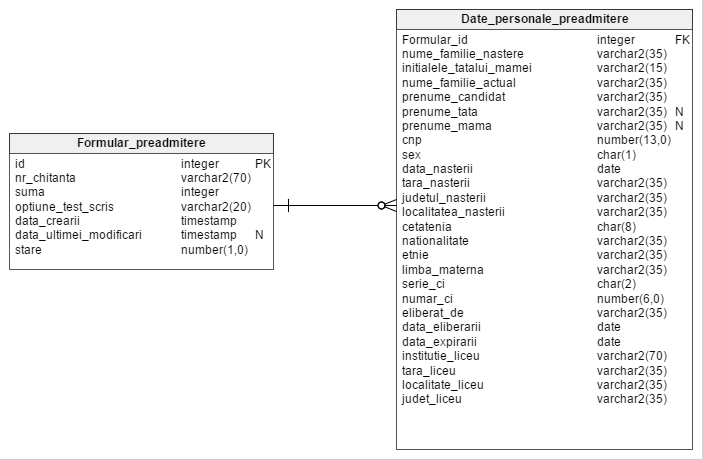 Formular_preadmitere
id integer PK
nr_chitanta varchar2(70)
suma integer
optiune_test_scris varchar2(20)
data_crearii timestamp
data_ultimei_modificari timestamp N
stare number(1,0)
Date_personale_preadmitere
Formular_id integer FK
nume_familie_nastere varchar2(35)
initialele_tatalui_mamei varchar2(15)
nume_familie_actual varchar2(35)
prenume_candidat varchar2(35)
prenume_tata varchar2(35) N
prenume_mama varchar2(35) N
cnp number(13,0)
sex char(1)
data_nasterii date
tara_nasterii varchar2(35)
judetul_nasterii varchar2(35)
localitatea_nasterii varchar2(35)
cetatenia char(8)
nationalitate varchar2(35)
etnie varchar2(35)
limba_materna varchar2(35)
serie_ci char(2)
numar_ci number(6,0)
eliberat_de varchar2(35)
data_eliberarii date
data_expirarii date
institutie_liceu varchar2(70)
tara_liceu varchar2(35)
localitate_liceu varchar2(35)
judet_liceu varchar2(35)